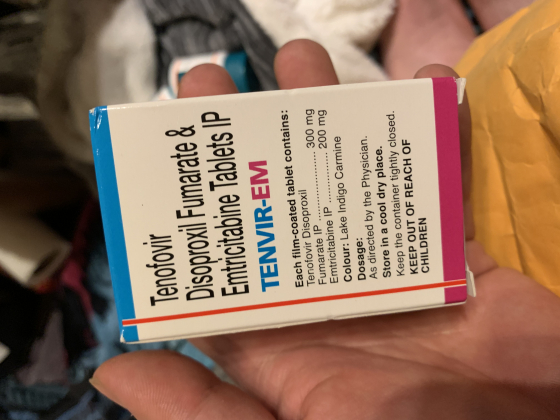 Tenofovir
Disoproxil Fumarate &
Emtricitabine Tablets IP
TENVIR-EM
Each film-coated tablet contains:
Tenofovir Disoproxil
Fumarate IP .................... 300 mg
Emtricitabine IP ............... 200 mg
Colour: Lake Indigo Carmine
Dosage:
As directed by the Physician.
Store in a cool dry place.
Keep the container tightly closed.
KEEP OUT OF REACH OF
CHILDREN